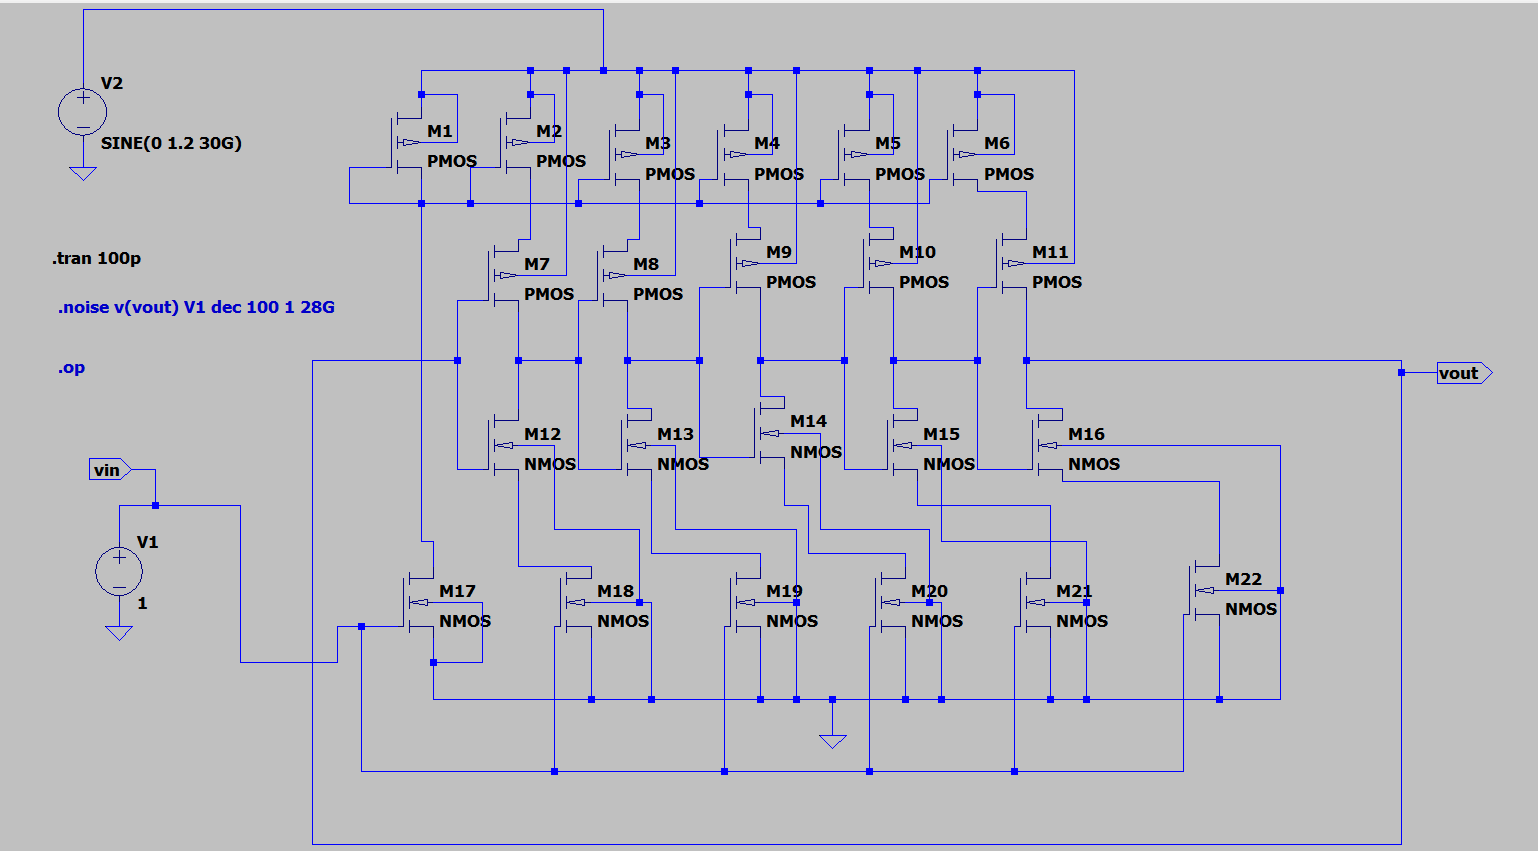 V2
SINE(0 1.2 30G)
M1
PMOS
M2
PMOS
M3
PMOS
M4
PMOS
M5
PMOS
M6
PMOS
.tran 100p
.noise v(vout) V1 dec 100 1 28G
.op
M7
PMOS
M8
PMOS
M9
PMOS
M10
PMOS
M11
PMOS
vout
M12
NMOS
M13
NMOS
M14
NMOS
M15
NMOS
M16
NMOS
vin
V1
1
M17
NMOS
M18
NMOS
M19
NMOS
M20
NMOS
M21
NMOS
M22
NMOS